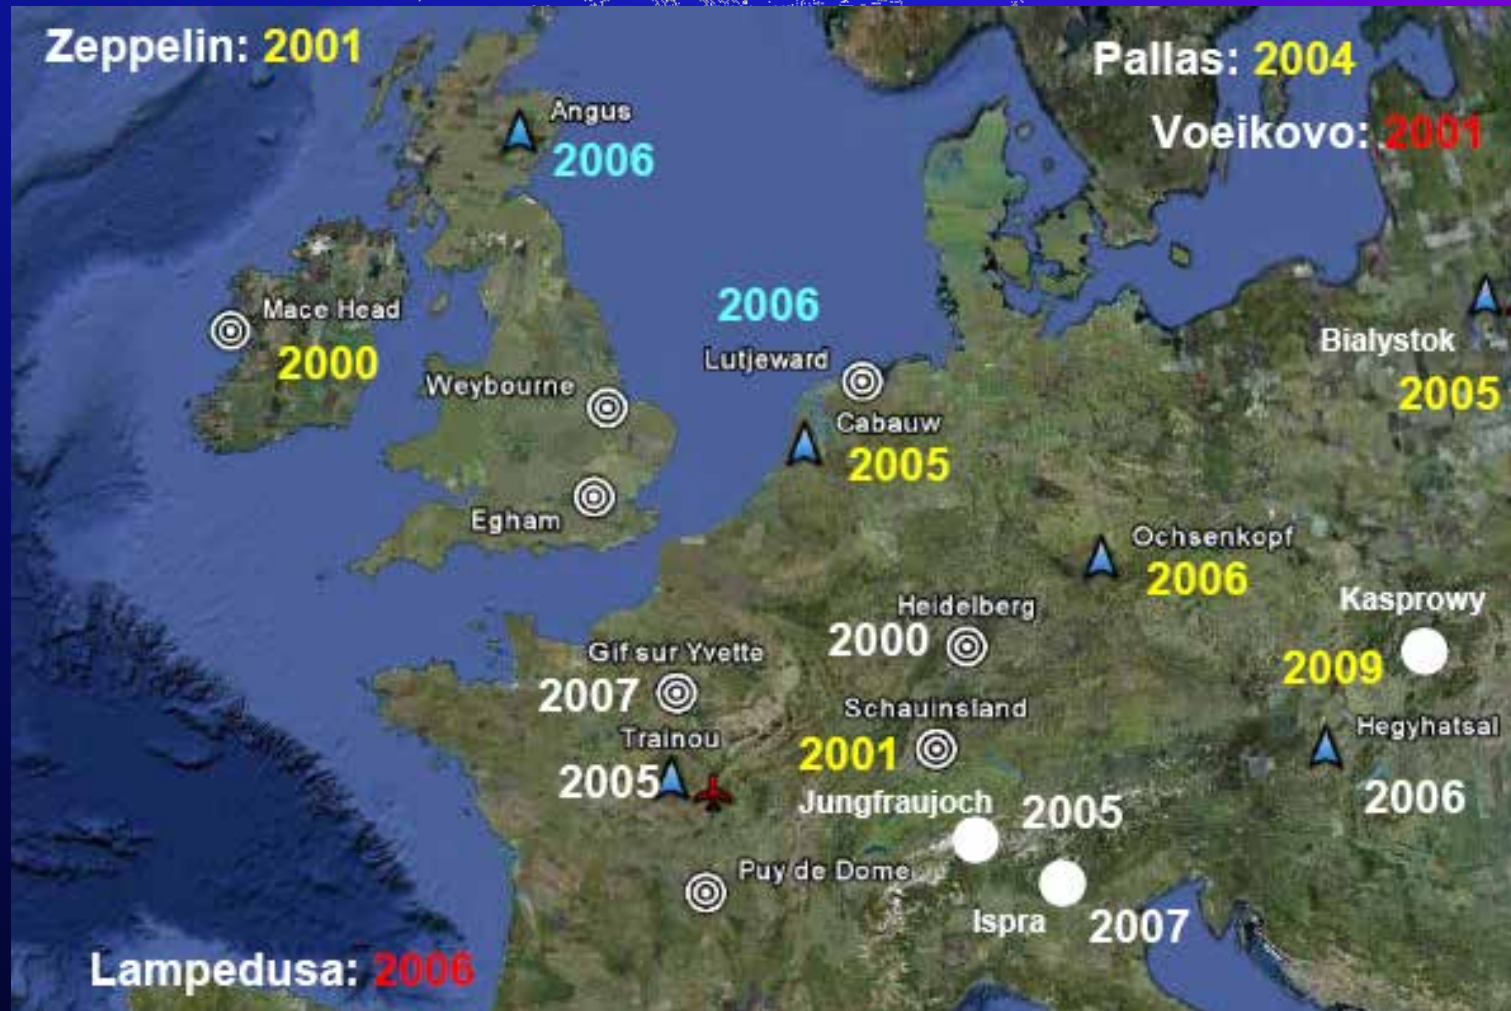 Zeppelin: 2001
Pallas: 2004
Voeikovo: 2001
Angus
2006
Mace Head
2000
2006
Lutjeward
Weybourne
Cabauw
2005
Bialystok
2005
Egham
Ochsenkopf
2006
Heidelberg
2000
Kasprowy
2009
Gif sur Yvette
2007
Schauinsland
2001
Trainou
2005
Hegyhatsal
2006
Jungfraujoch
2005
Puy de Dome
Ispra
2007
Lampedusa: 2006